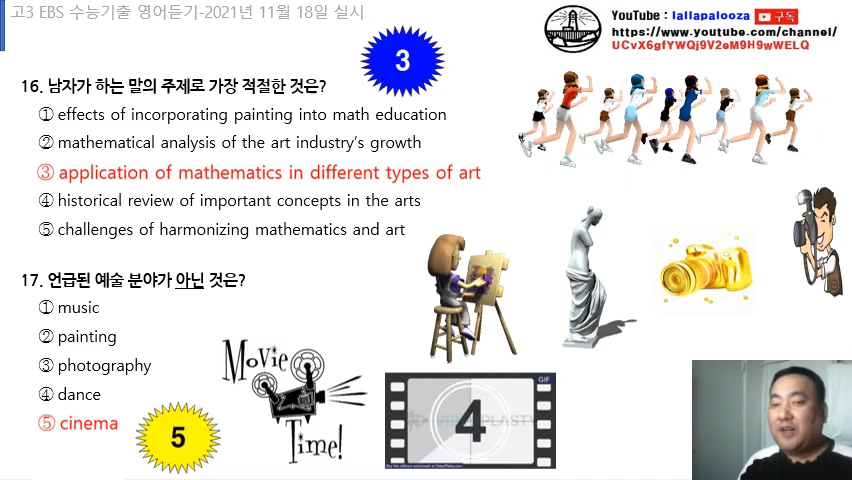 고3 EBS 수능기출 영어듣기-2021년 11월 18일 실시
YouTube : lallapalooza 구독
https://www.youtube.com/channel/
UCvX6gfYWQj9V2eM9H9wWELQ
3
16. 남자가 하는 말의 주제로 가장 적절한 것은?
① effects of incorporating painting into math education
② mathematical analysis of the art industry's growth
③ application of mathematics in different types of art
④ historical review of important concepts in the arts
⑤ challenges of harmonizing mathematics and art
17. 언급된 예술 분야가 아닌 것은?
① music
② painting
③ photography
④ dance
⑤ cinema
5
Movie
Time!
GIF
4